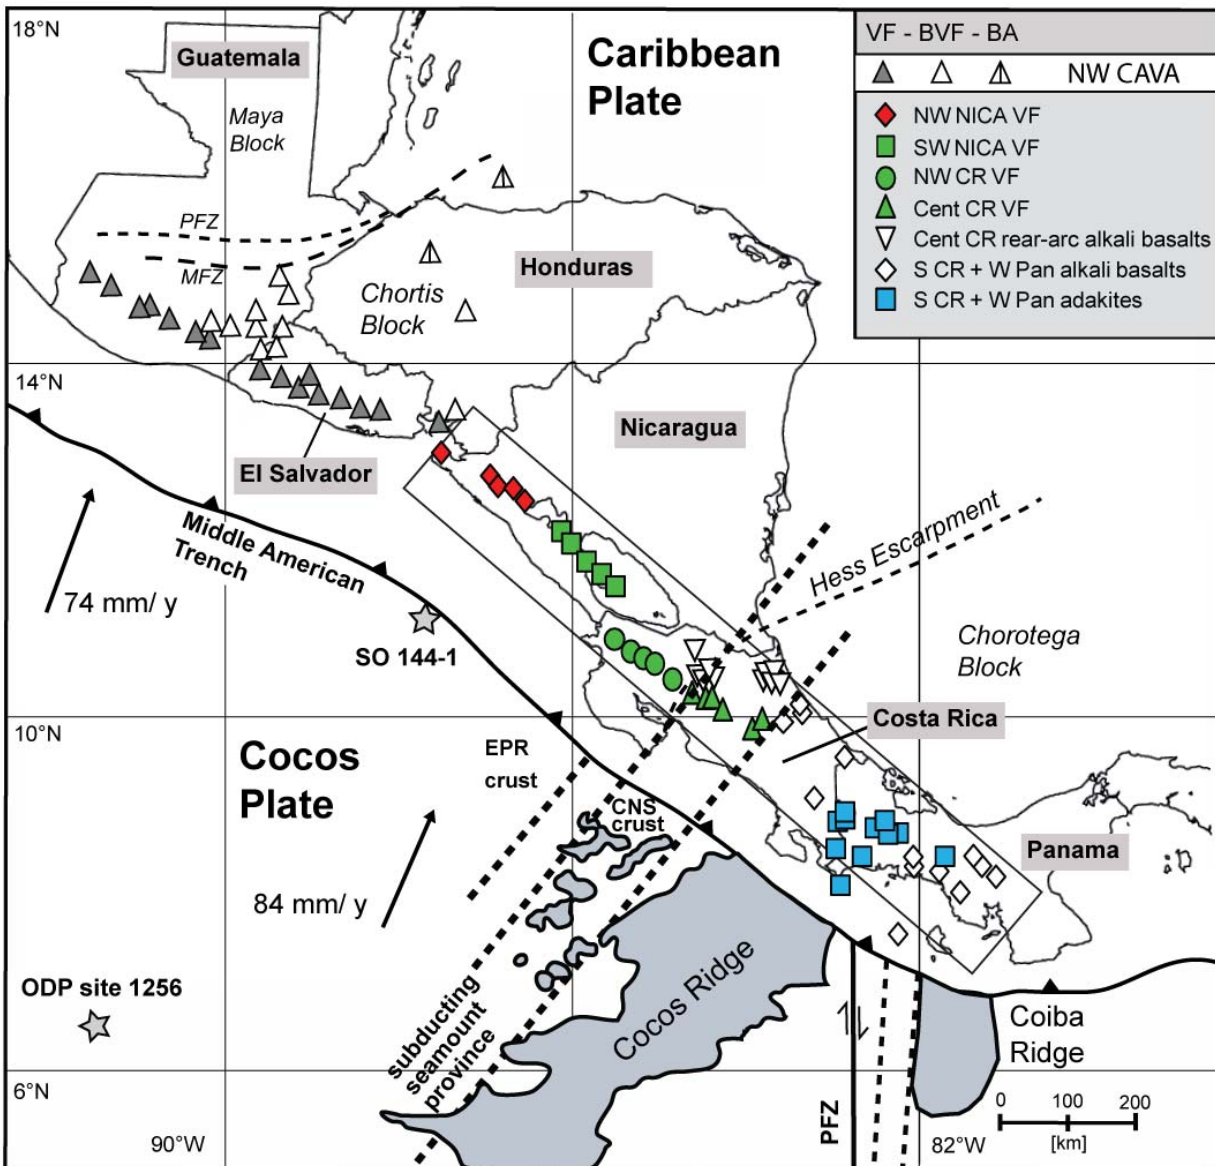 18°N
Guatemala
Maya
Block
Caribbean
Plate
VF - BVF - BA
NW CAVA
NW NICA VF
SW NICA VF
NW CR VF
Cent CR VF
Cent CR rear-arc alkali basalts
S CR + W Pan alkali basalts
S CR + W Pan adakites
PFZ
MFZ
Honduras
Chortis
Block
14°N
Nicaragua
El Salvador
Middle American
Trench
Hess Escarpment
74 mm/ y
SO 144-1
Chorotega
Block
10°N
Costa Rica
Cocos
Plate
EPR
crust
CNS
crust
Panama
84 mm/ y
ODP site 1256
Cocos Ridge
subducting
seamount
province
Coiba
Ridge
6°N
PFZ
0 100 200
[km]
90°W
82°W